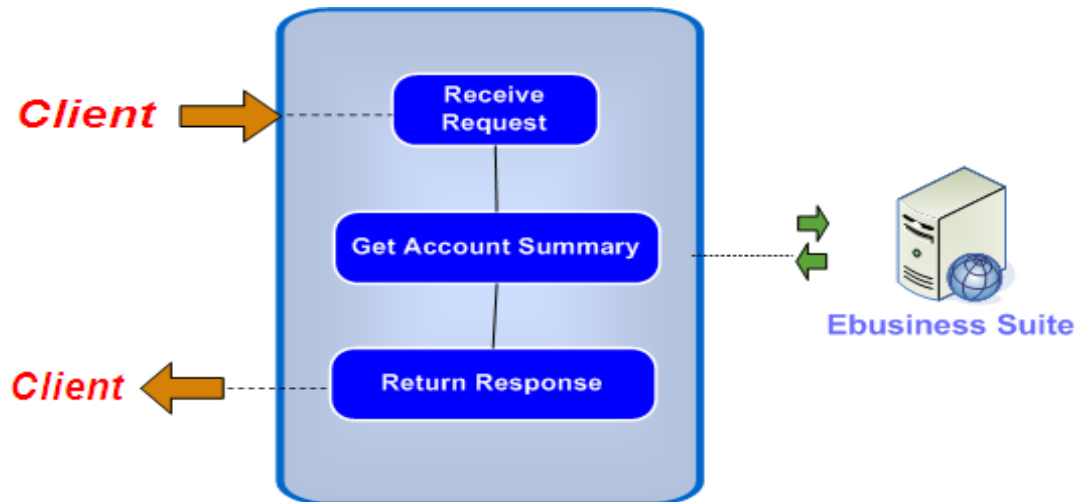 Client
Receive
Request
Get Account Summary
Ebusiness Suite
Client
Return Response